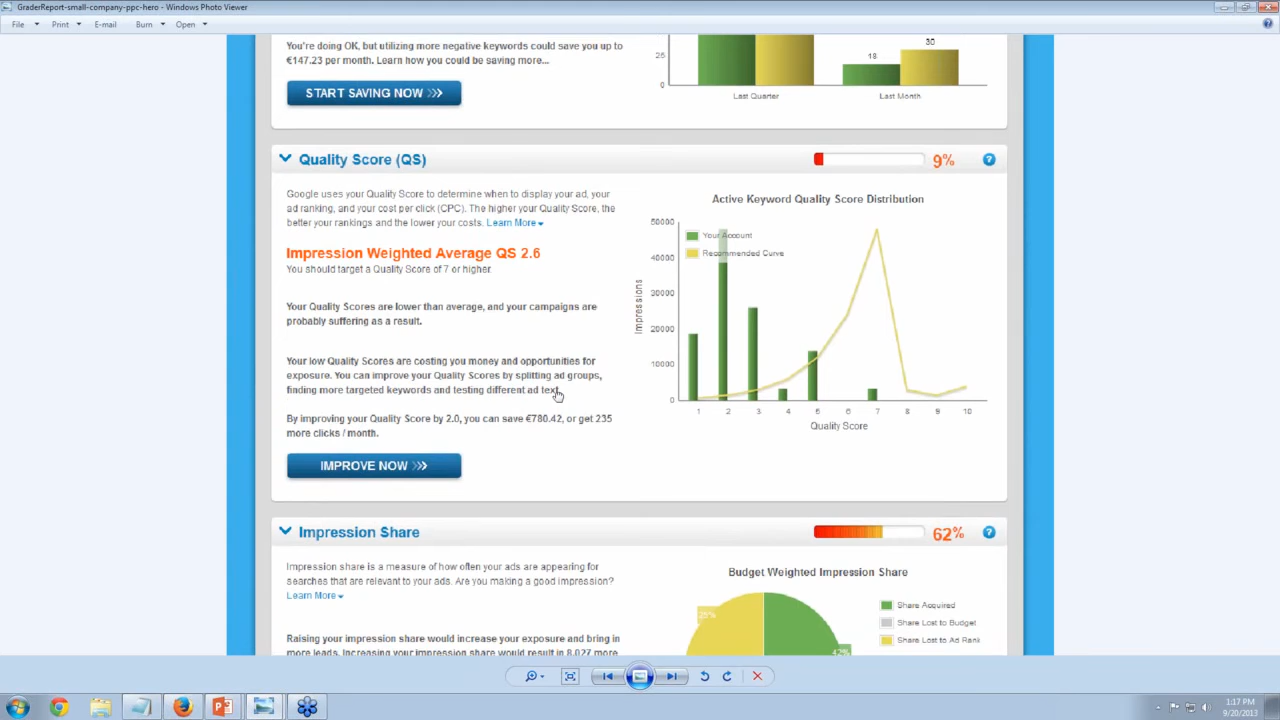 GraderReport-small-company-ppc-hero - Windows Photo Viewer
File Print E-mail Burn Open
You're doing OK, but utilizing more negative keywords could save you up to
€147.23 per month. Learn how you could be saving more...
START SAVING NOW
25
0
18
30
Last Quarter
Last Month
Quality Score (QS)
9%
?
Google uses your Quality Score to determine when to display your ad, your
ad ranking, and your cost per click (CPC). The higher your Quality Score, the
better your rankings and the lower your costs. Learn More
Impression Weighted Average QS 2.6
You should target a Quality Score of 7 or higher
Your Quality Scores are lower than average, and your campaigns are
probably suffering as a result.
Your low Quality Scores are costing you money and opportunities for
exposure. You can improve your Quality Scores by splitting ad groups,
finding more targeted keywords and testing different ad text.
By improving your Quality Score by 2.0, you can save €780.42, or get 235
more clicks / month.
IMPROVE NOW
Active Keyword Quality Score Distribution
Your Account
Recommended Curve
Impressions
50000
40000
30000
20000
10000
0
1 2 3 4 5 6 7 8 9 10
Quality Score
Impression Share
62%
?
Impression share is a measure of how often your ads are appearing for
searches that are relevant to your ads. Are you making a good impression?
Learn More
Raising your impression share would increase your exposure and bring in
more leads. Increasing your impression share would result in 8,027 more
Budget Weighted Impression Share
Share Acquired
Share Lost to Budget
Share Lost to Ad Rank
42%
1:17 PM
9/20/2013